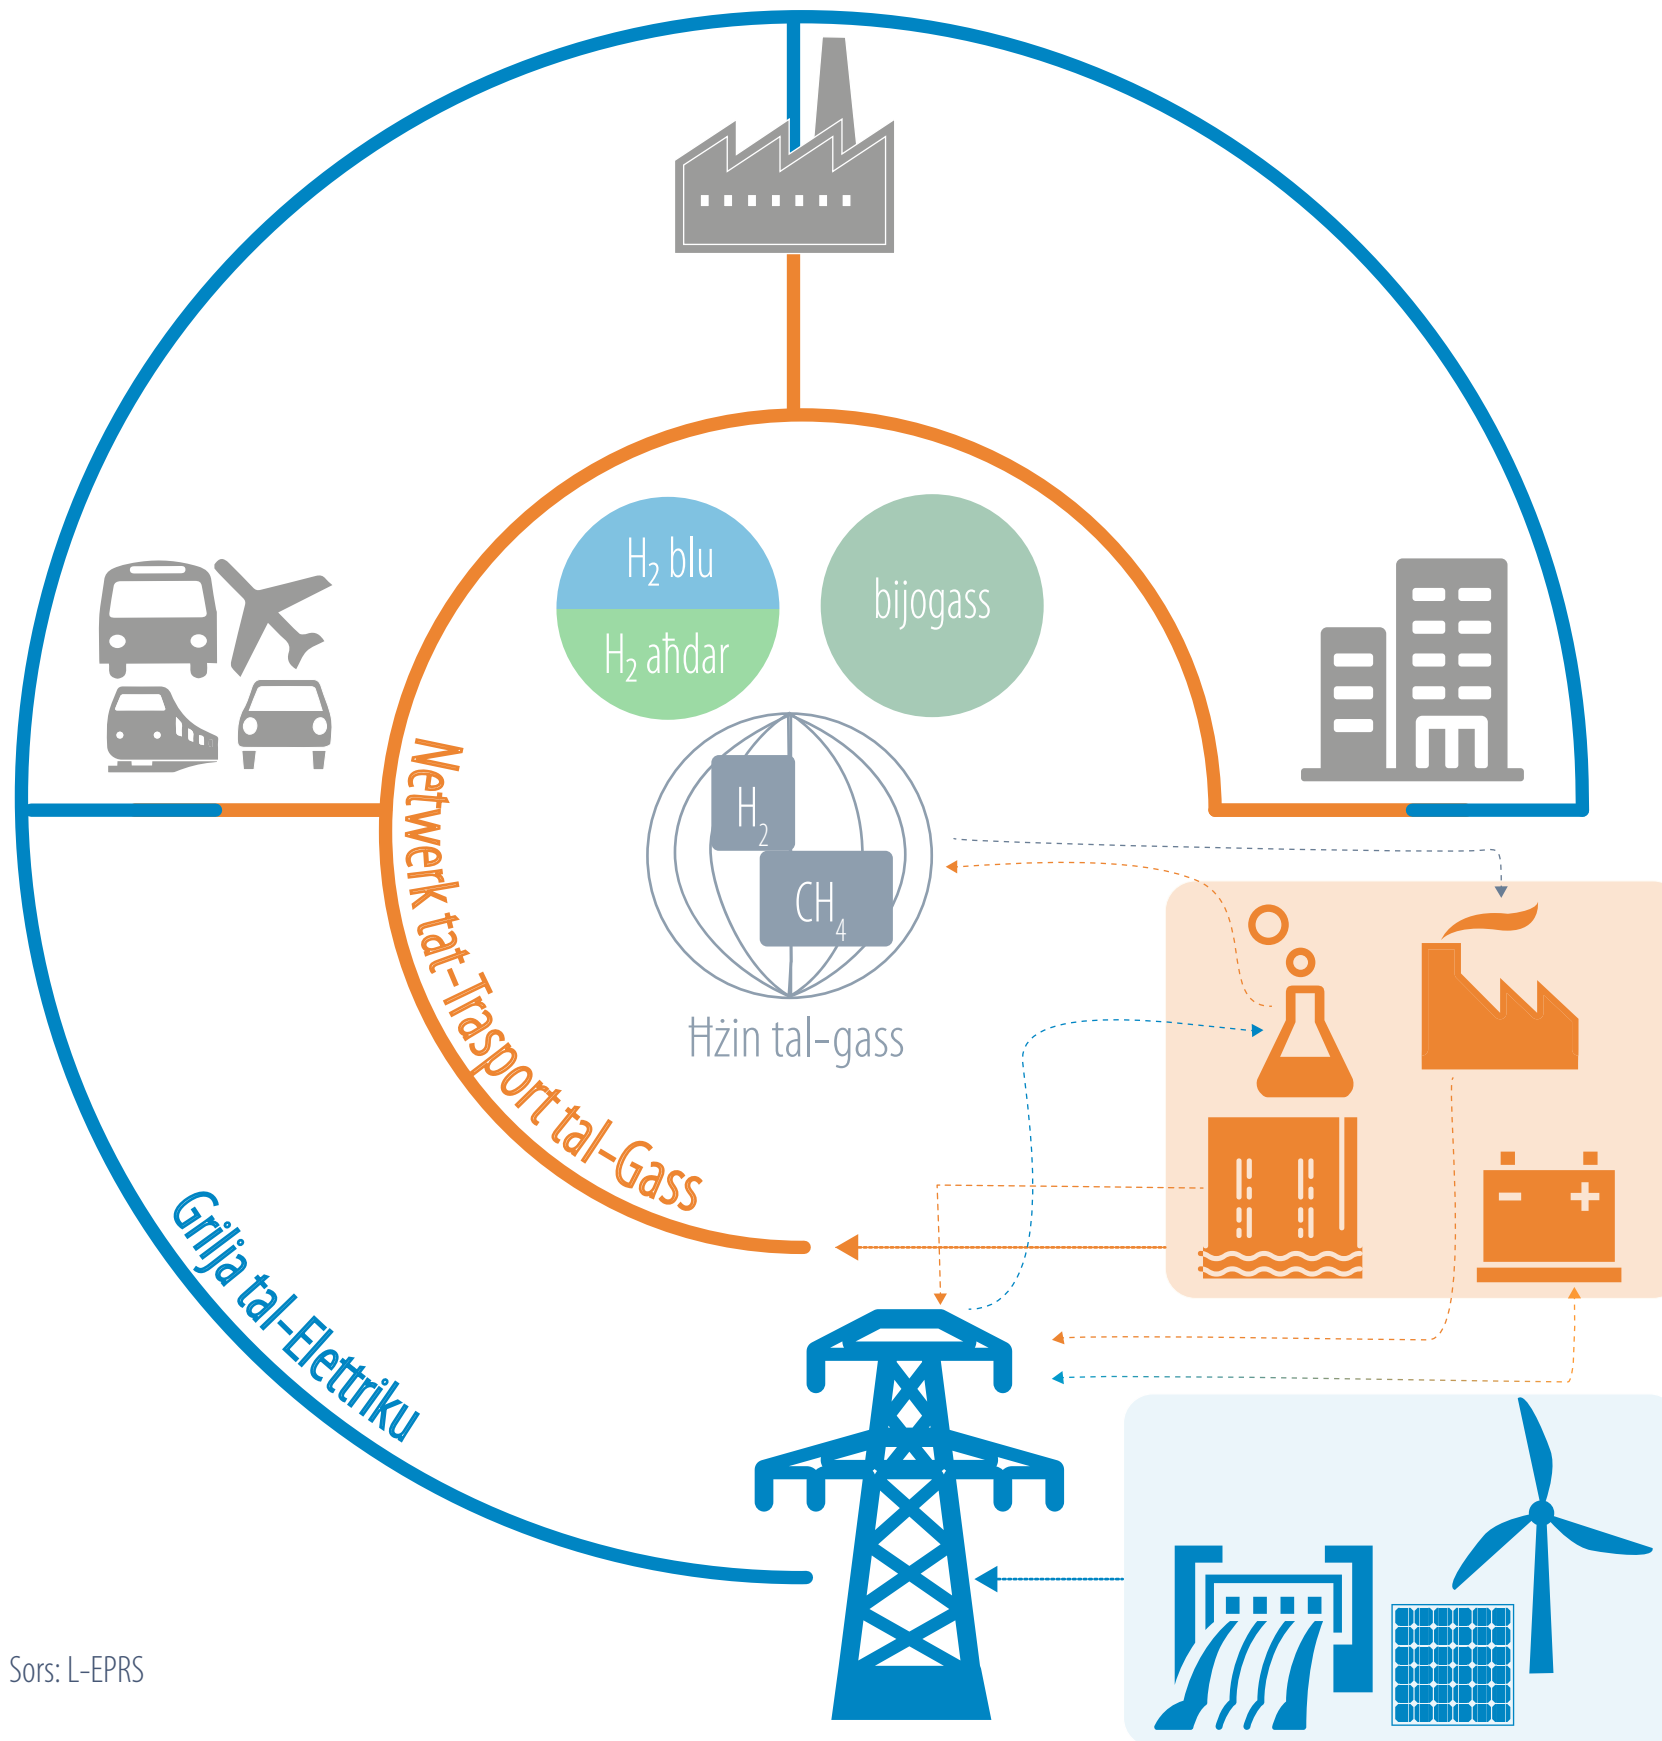 H₂ blu
H₂ aħdar
bijogass
H₂
CH₄
Ħżin tal-gass
Netwerk tat-Trasport tal-Gass
Grilja tal-Elettriku
Sors: L-EPRS